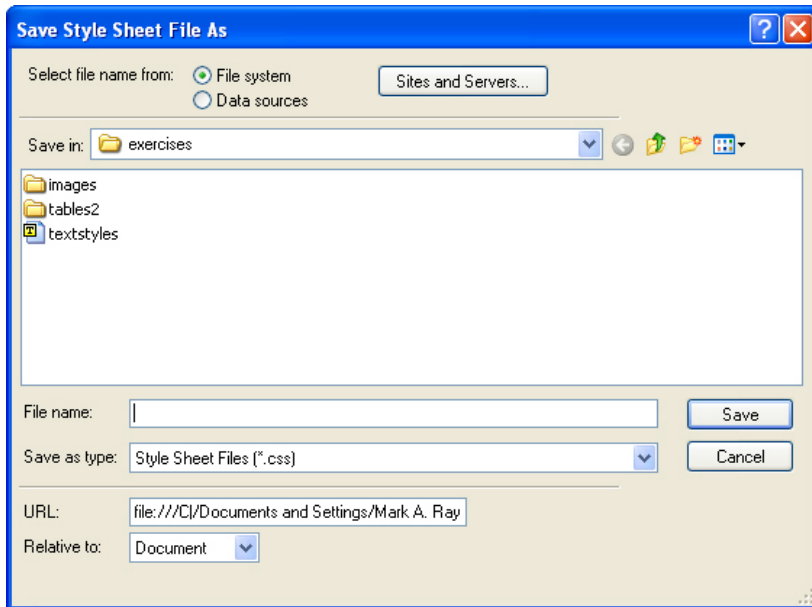 Save Style Sheet File As
Select file name from: File system Sites and Servers...
Data sources
Save in: exercises
images
tables2
textstyles
File name: Save
Save as type: Style Sheet Files (*.css) Cancel
URL: file:///C|/Documents and Settings/Mark A. Ray
Relative to: Document